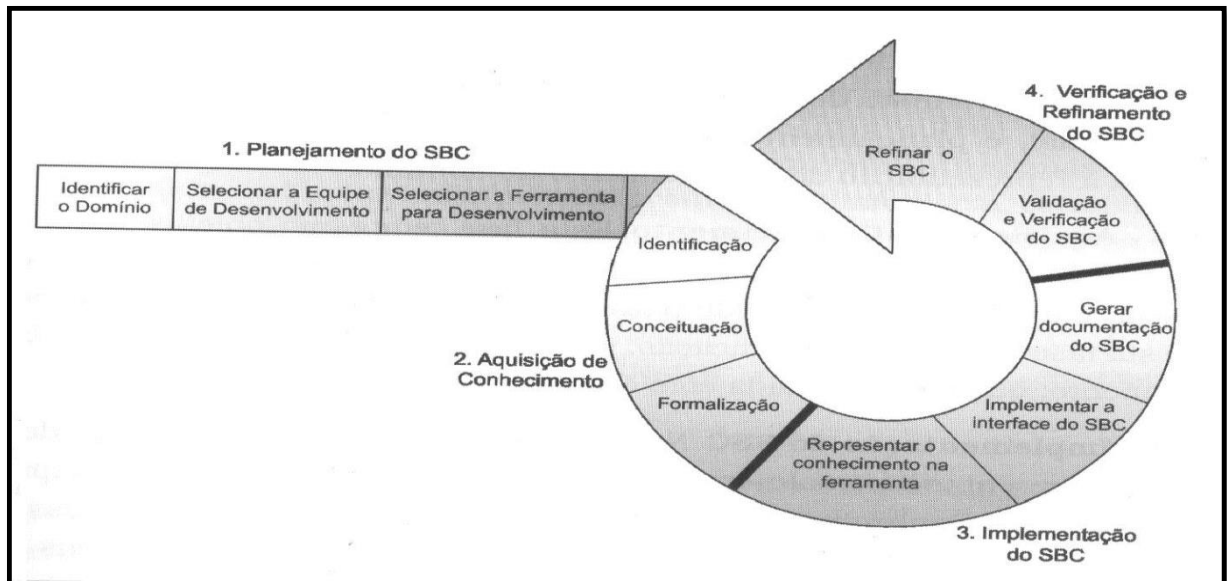 1. Planejamento do SBC
Identificar
o Domínio
Selecionar a Equipe
de Desenvolvimento
Selecionar a Ferramenta
para Desenvolvimento
Identificação
Conceituação
Formalização
2. Aquisição de
Conhecimento
Representar o
conhecimento na
ferramenta
Implementar a
interface do SBC
Gerar
documentação
do SBC
3. Implementação
do SBC
Validação
e Verificação
do SBC
Refinar o
SBC
4. Verificação e
Refinamento
do SBC